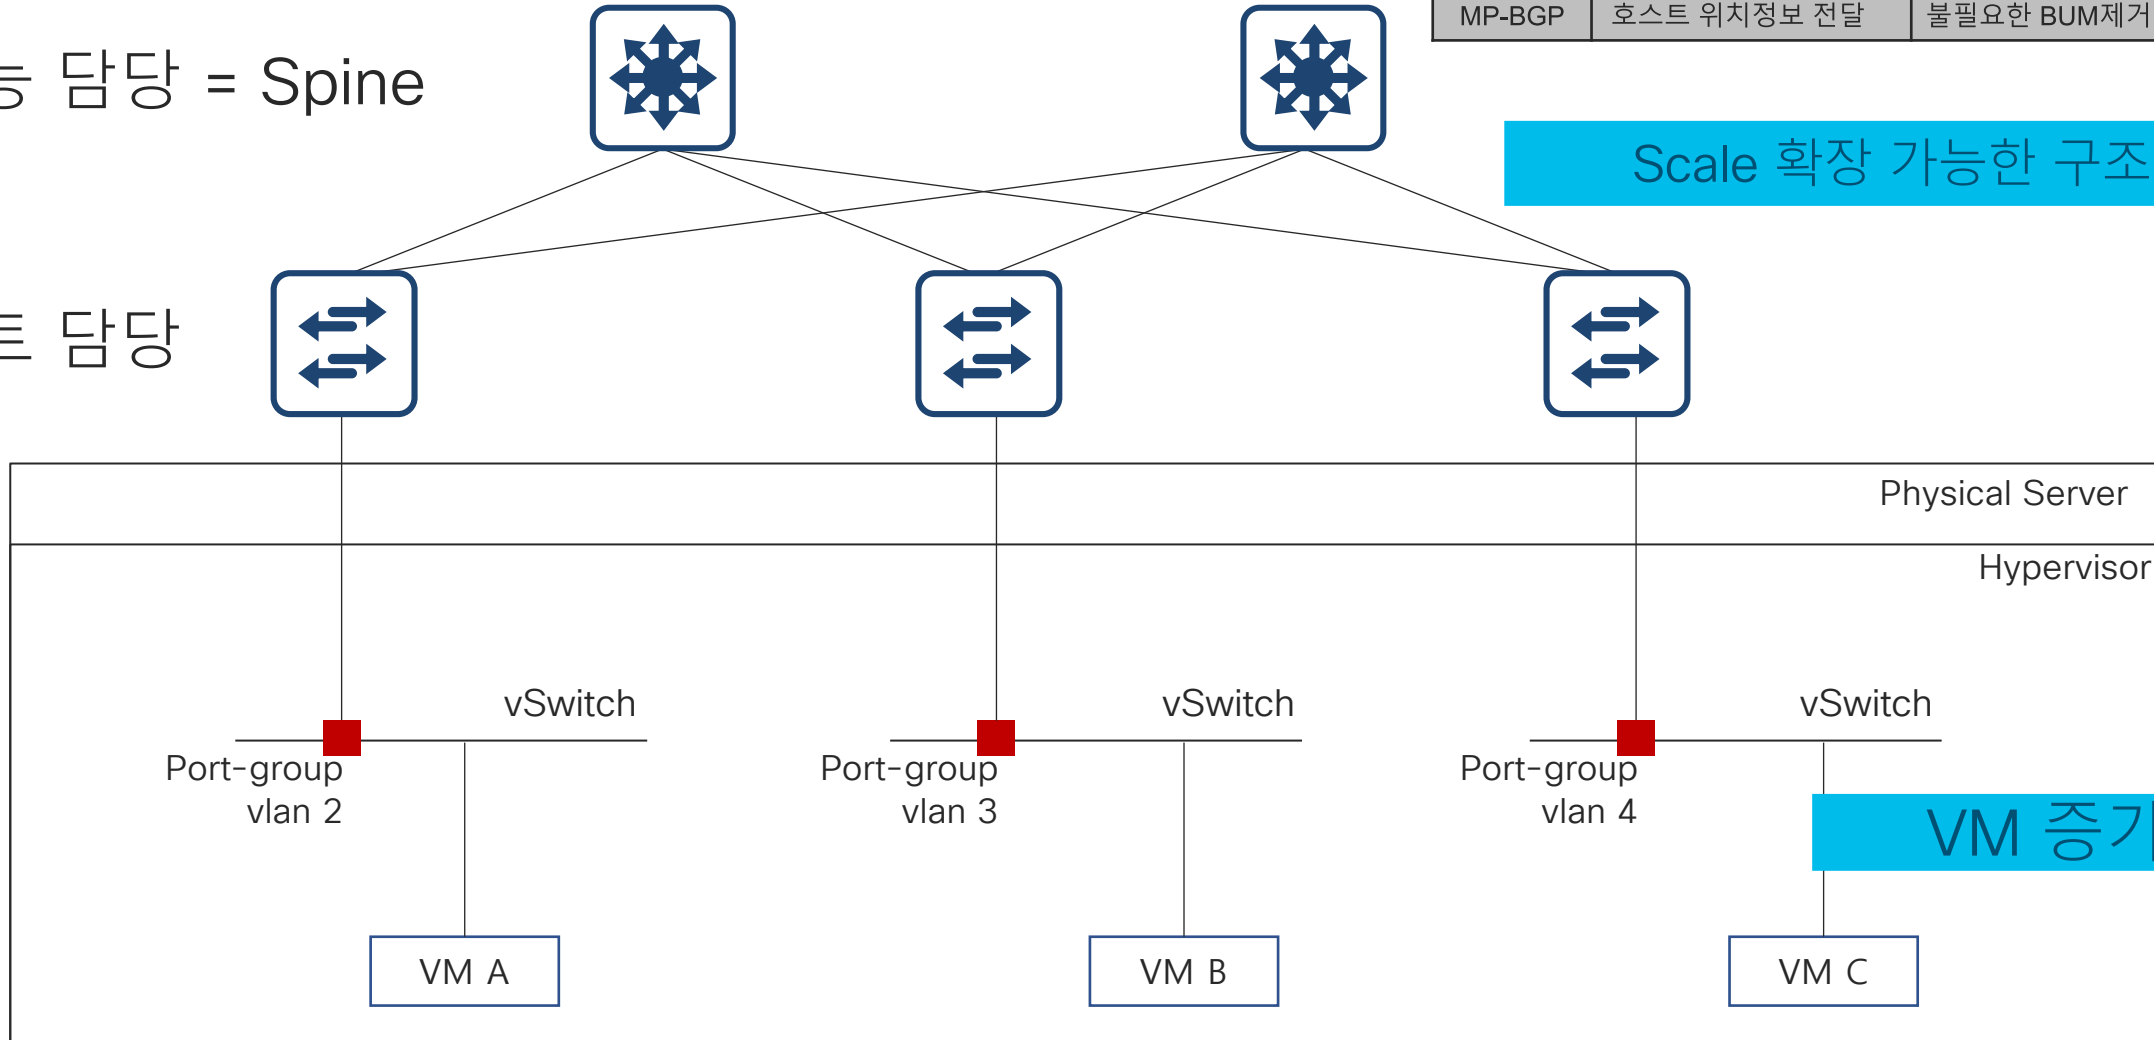 MP-BGP 호스트 위치정보 전달 불필요한 BUM제거
담당 = Spine
Scale 확장 가능한 구조
담당
Physical Server
Hypervisor
vSwitch vSwitch vSwitch
Port-group Port-group Port-group
vlan 2 vlan 3 vlan 4
VM
VM A VM B VM C